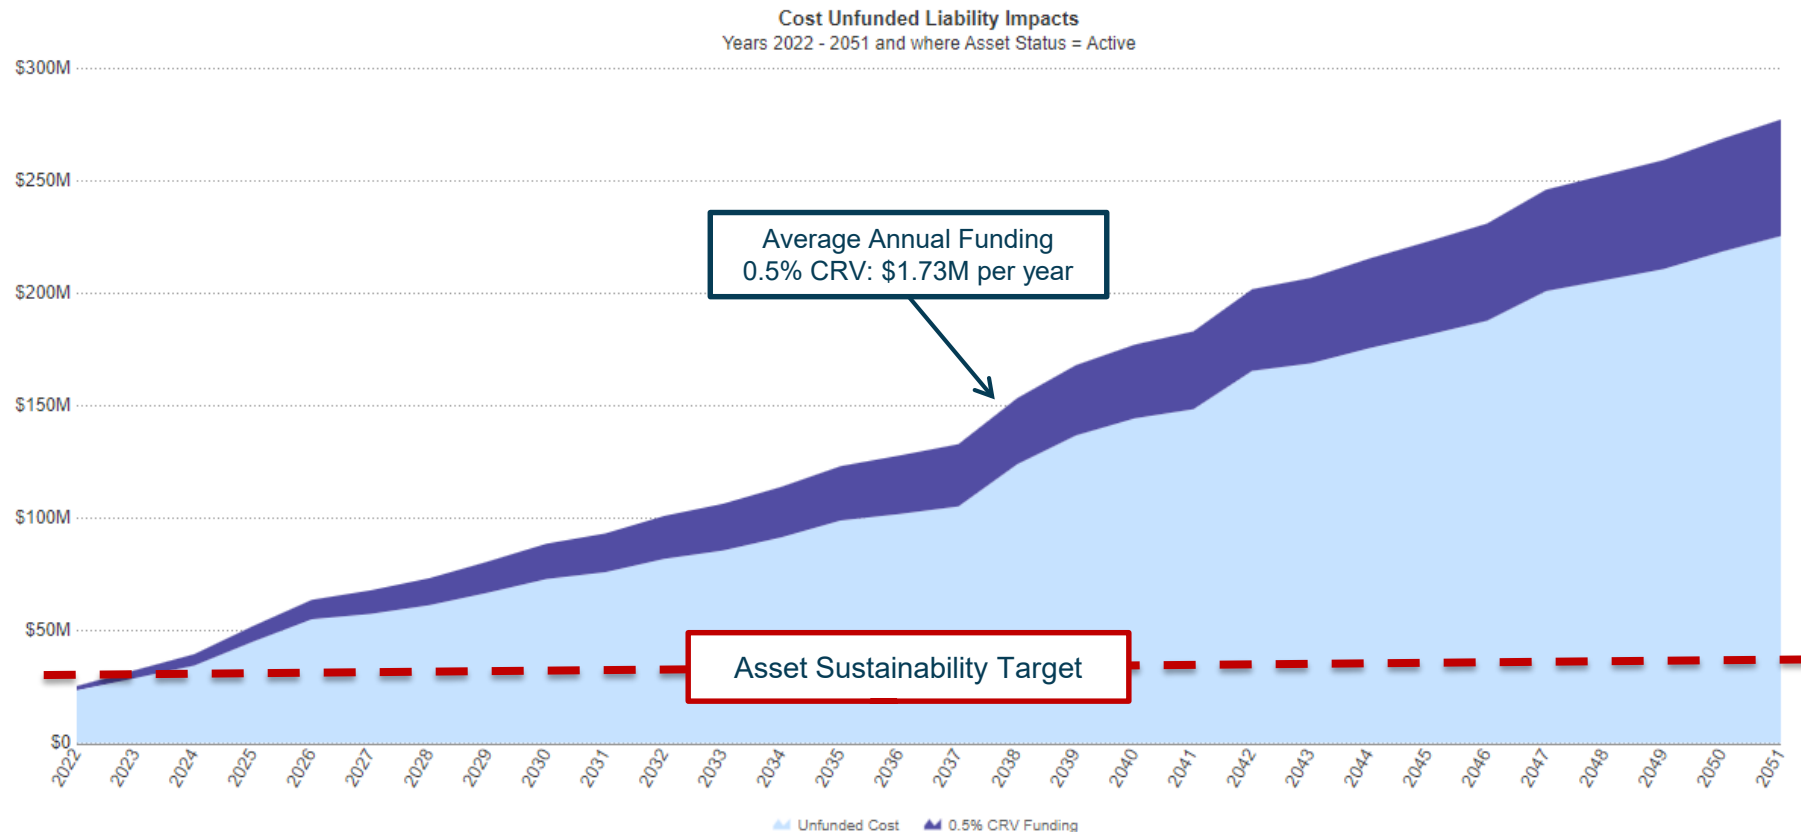 Cost Unfunded Liability Impacts
Years 2022 - 2051 and where Asset Status = Active
$300M
$250M
$200M
$150M
$100M
$50M
$0
Average Annual Funding
0.5% CRV: $1.73M per year
Asset Sustainability Target
2022
2023
2024
2025
2026
2027
2028
2029
2030
2031
2032
2033
2034
2035
2036
2037
2038
2039
2040
2041
2042
2043
2044
2045
2046
2047
2048
2049
2050
2051
Unfunded Cost
0.5% CRV Funding